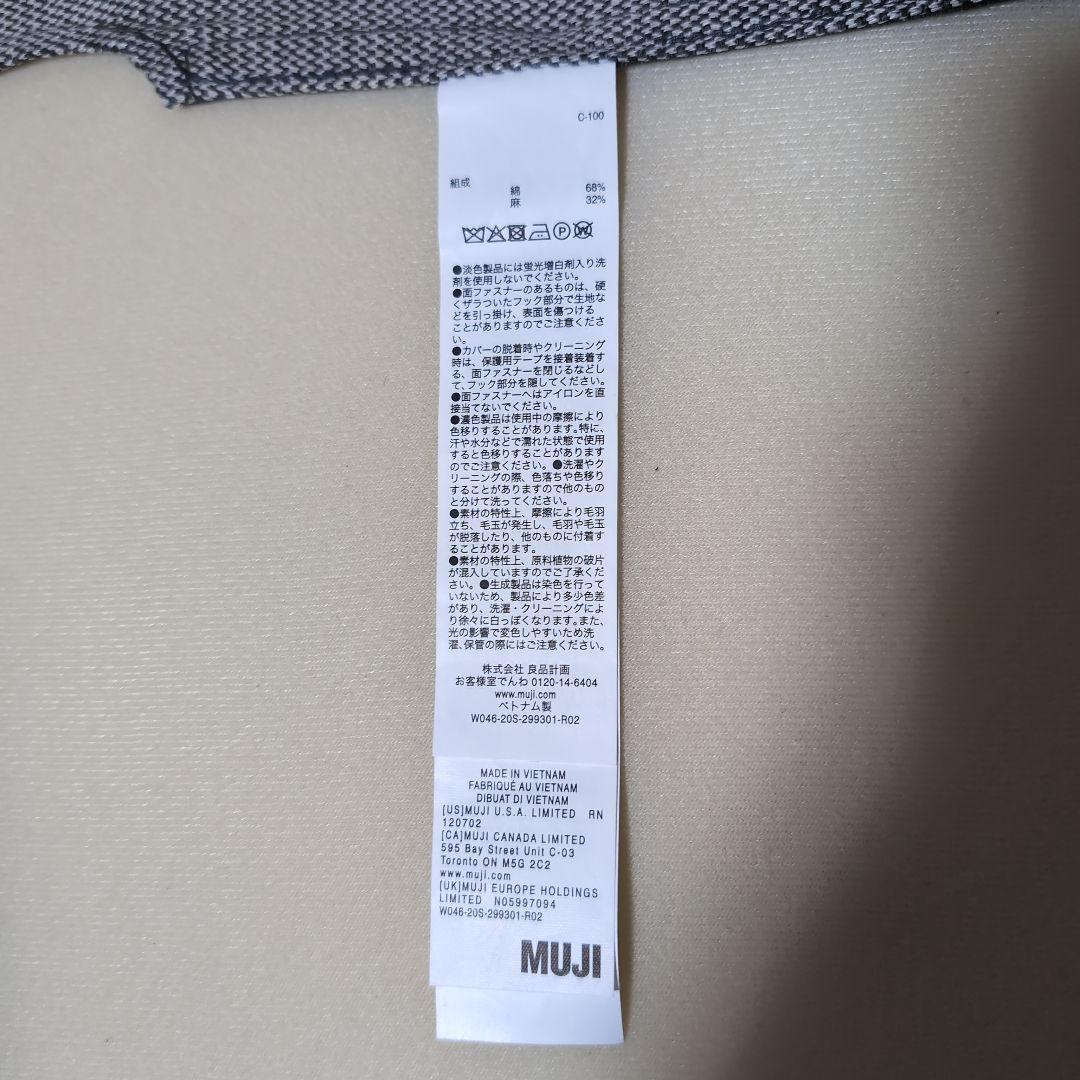 C-100
組成 綿 68%
麻 32%
P W
●淡色製品には蛍光増白剤入り洗
剤を使用しないでください。
●面ファスナーのあるものは、硬
くザラついたフック部分で生地な
どを引っ掛け、表面を傷つける
ことがありますのでご注意くださ
い。
●カバーの脱着時やクリーニング
時は、保護用テープを接着装着す
る、面ファスナーを閉じるなどし
て、フック部分を隠してください。
●面ファスナーへはアイロンを直
接当てないでください。
●濃色製品は使用中の摩擦により
色移りすることがあります。特に、
汗や水分などで濡れた状態で使用
すると色移りすることがあります
のでご注意ください。●洗濯やク
リーニングの際、色落ちや色移り
することがありますので他のもの
と分けて洗ってください。
●素材の特性上、摩擦により毛羽
立ち、毛玉が発生し、毛羽や毛玉
が脱落したり、他のものに付着す
ることがあります。
●素材の特性上、原料植物の破片
が混入していますのでご了承くだ
さい。●生成製品は染色を行って
いないため、製品により多少色差
があり、洗濯・クリーニングによ
り徐々に白っぽくなります。また、
光の影響で変色しやすいため洗
濯、保管の際にはご注意ください。
株式会社 良品計画
お客様室でんわ 0120-14-6404
www.muji.com
ベトナム製
W046-20S-299301-R02
MADE IN VIETNAM
FABRIQUÉ AU VIETNAM
DIBUAT DI VIETNAM
[US]MUJI U.S.A. LIMITED RN
120702
[CA]MUJI CANADA LIMITED
595 Bay Street Unit C-03
Toronto ON M5G 2C2
www.muji.com
[UK]MUJI EUROPE HOLDINGS
LIMITED N05997094
W046-20S-299301-R02
MUJI